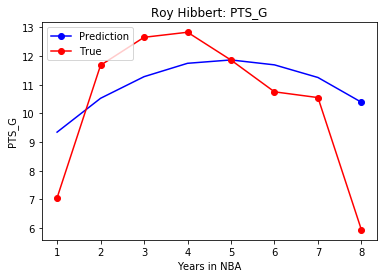 Roy Hibbert: PTS_G
Prediction
True
13
12
11
10
9
8
7
6
PTS_G
1 2 3 4 5 6 7 8
Years in NBA